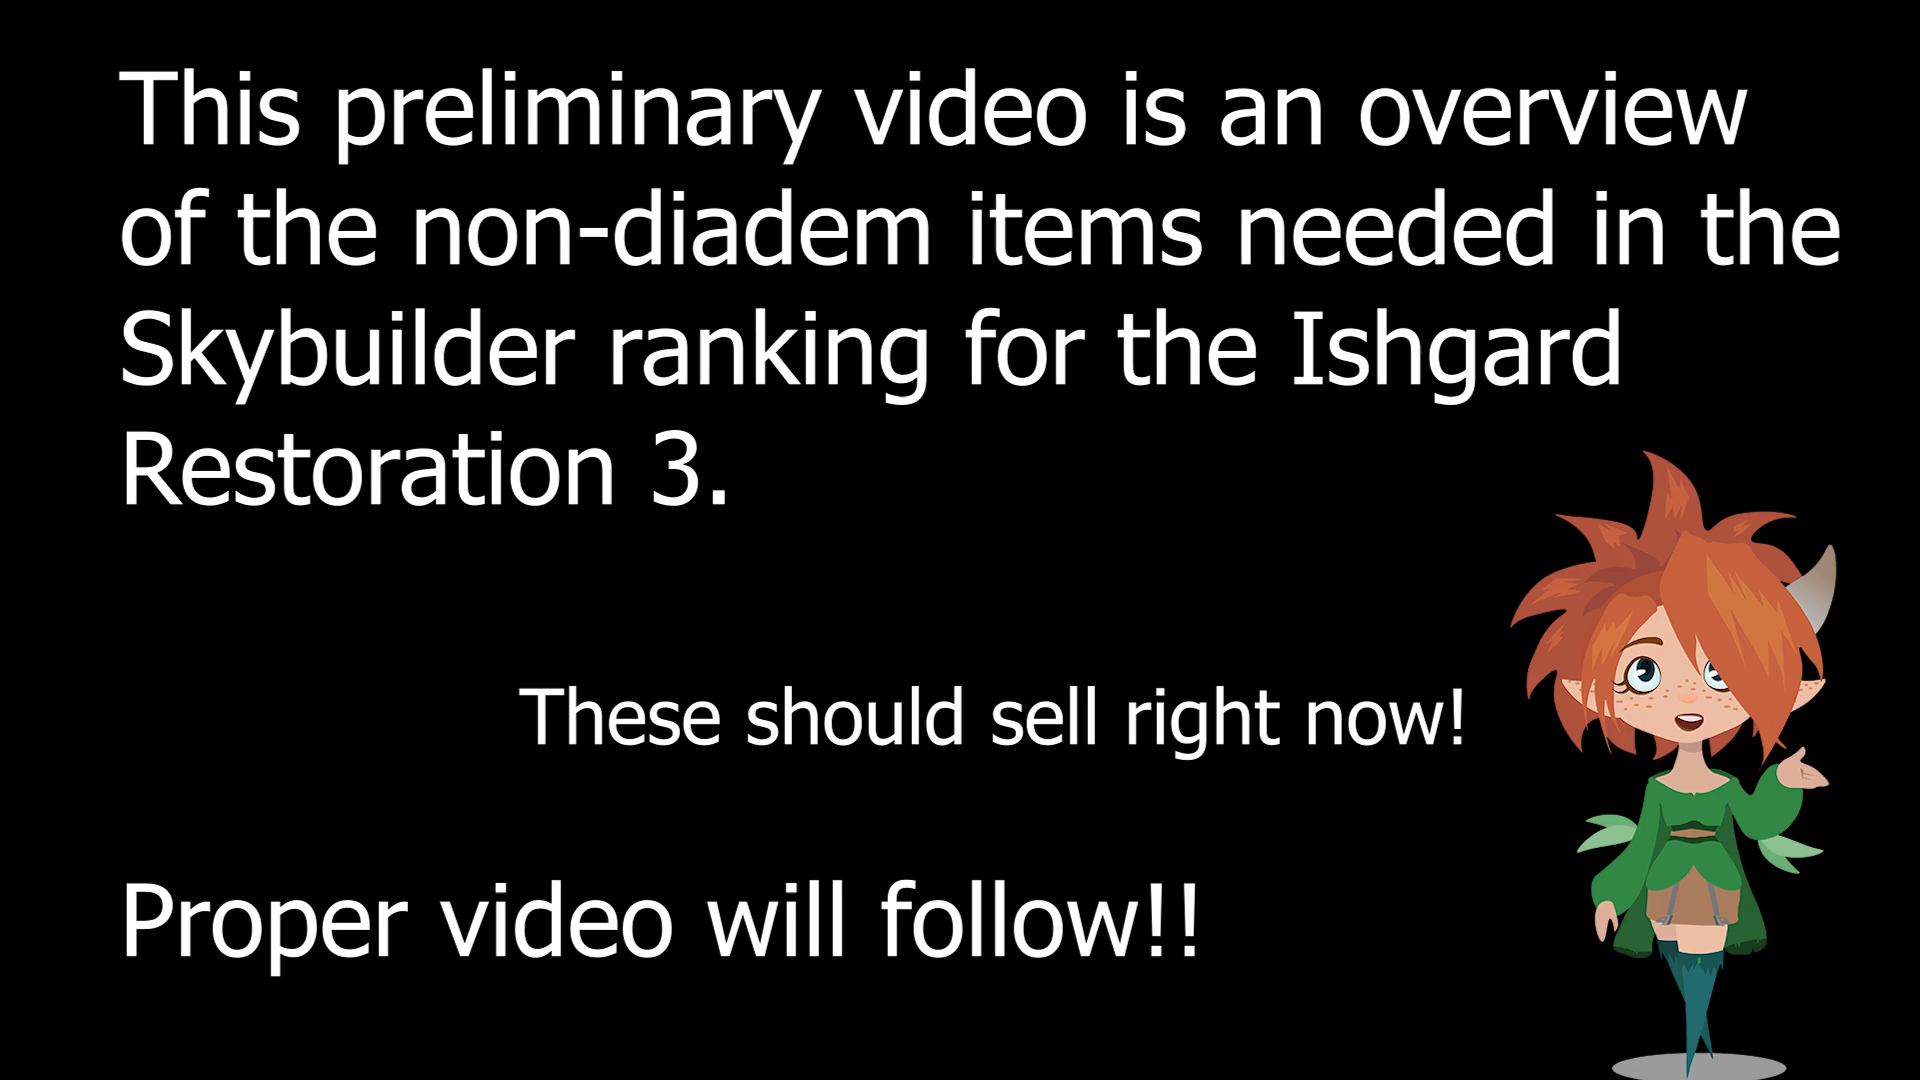 This preliminary video is an overview
of the non-diadem items needed in the
Skybuilder ranking for the Ishgard
Restoration 3.
These should sell right now!
Proper video will follow!!